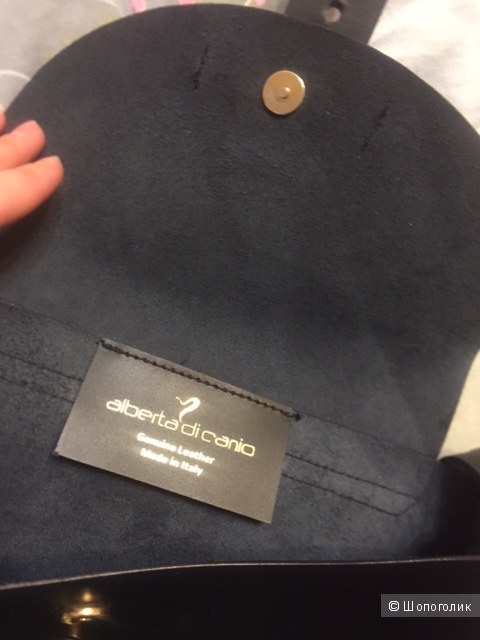 alberta di canio
Genuine Leather
Made in Italy
© Шопоголик